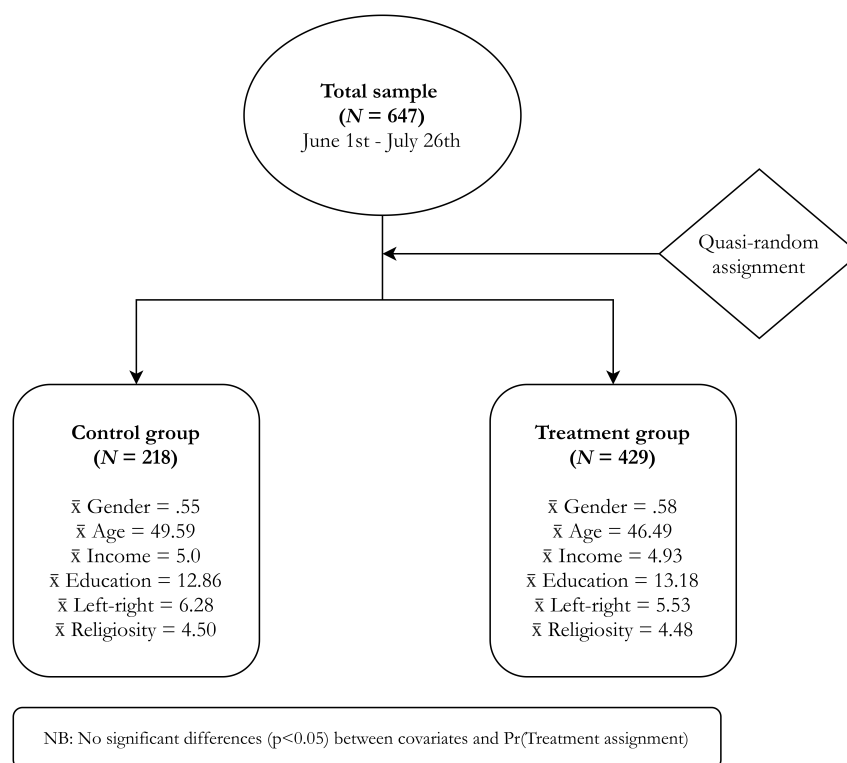 Total sample
(N = 647)
June 1st - July 26th
Quasi-random
assignment
Control group
(N = 218)
x̄ Gender = .55
x̄ Age = 49.59
x̄ Income = 5.0
x̄ Education = 12.86
x̄ Left-right = 6.28
x̄ Religiosity = 4.50
Treatment group
(N = 429)
x̄ Gender = .58
x̄ Age = 46.49
x̄ Income = 4.93
x̄ Education = 13.18
x̄ Left-right = 5.53
x̄ Religiosity = 4.48
NB: No significant differences (p<0.05) between covariates and Pr(Treatment assignment)